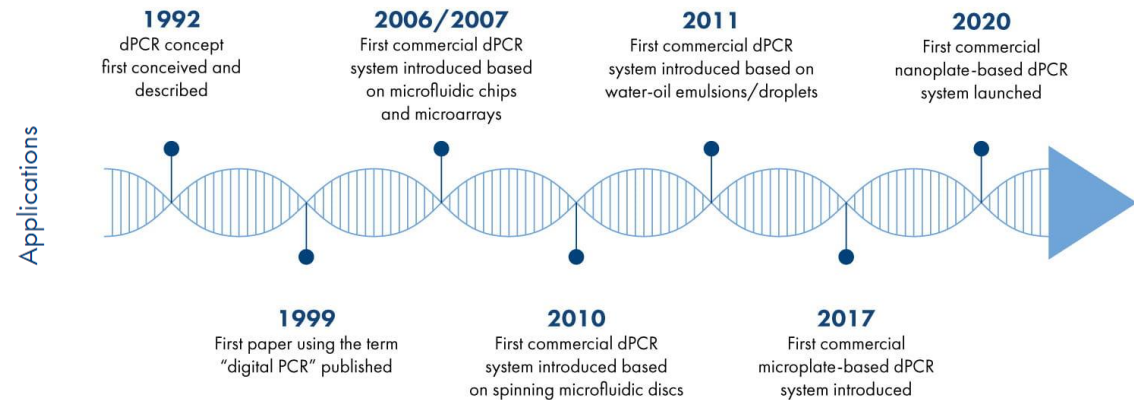 1992
dPCR concept
first conceived and
described
2006/2007
First commercial dPCR
system introduced based
on microfluidic chips
and microarrays
2011
First commercial dPCR
system introduced based on
water-oil emulsions/droplets
2020
First commercial
nanoplate-based dPCR
system launched
Applications
1999
First paper using the term
“digital PCR” published
2010
First commercial dPCR
system introduced based
on spinning microfluidic discs
2017
First commercial
microplate-based dPCR
system introduced